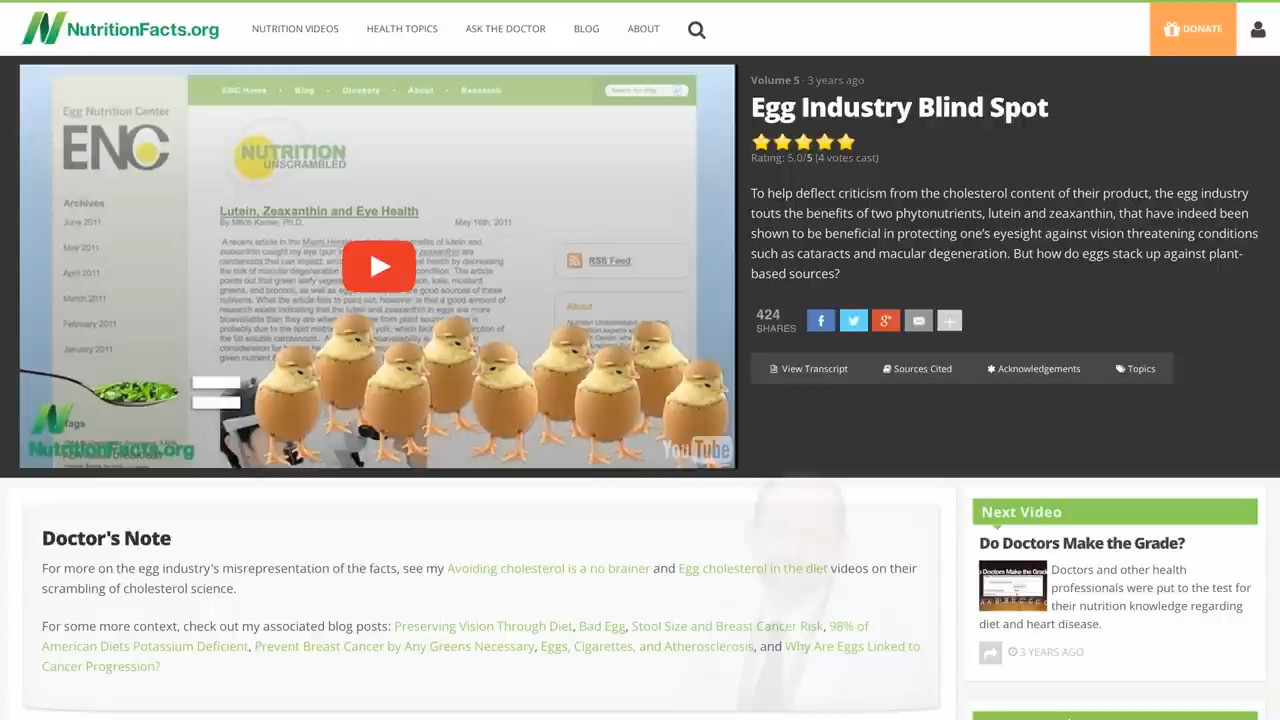 NutritionFacts.org
NUTRITION VIDEOS
HEALTH TOPICS
ASK THE DOCTOR
BLOG
ABOUT
DONATE
ENC Home
Blog
Glossary
About
Egg Nutrition Center
ENC
NUTRITION
UNSCRAMBLED
Archives
June 2011
May 2011
April 2011
March 2011
February 2011
January 2011
Tags
Lutein, Zeaxanthin and Eye Health
By Mitch Kanter, Ph.D.
May 16th, 2011
RSS Feed
About
NutritionFacts.org
YouTube
Volume 5 · 3 years ago
Egg Industry Blind Spot
Rating: 5.0/5 (4 votes cast)
To help deflect criticism from the cholesterol content of their product, the egg industry
touts the benefits of two phytonutrients, lutein and zeaxanthin, that have indeed been
shown to be beneficial in protecting one's eyesight against vision threatening conditions
such as cataracts and macular degeneration. But how do eggs stack up against plant-
based sources?
424
SHARES
View Transcript
Sources Cited
Acknowledgements
Topics
Doctor's Note
For more on the egg industry's misrepresentation of the facts, see my Avoiding cholesterol is a no brainer and Egg cholesterol in the diet videos on their
scrambling of cholesterol science.
For some more context, check out my associated blog posts: Preserving Vision Through Diet, Bad Egg, Stool Size and Breast Cancer Risk, 98% of
American Diets Potassium Deficient, Prevent Breast Cancer by Any Greens Necessary, Eggs, Cigarettes, and Atherosclerosis, and Why Are Eggs Linked to
Cancer Progression?
Next Video
Do Doctors Make the Grade?
Doctors and other health
professionals were put to the test for
their nutrition knowledge regarding
diet and heart disease.
3 YEARS AGO